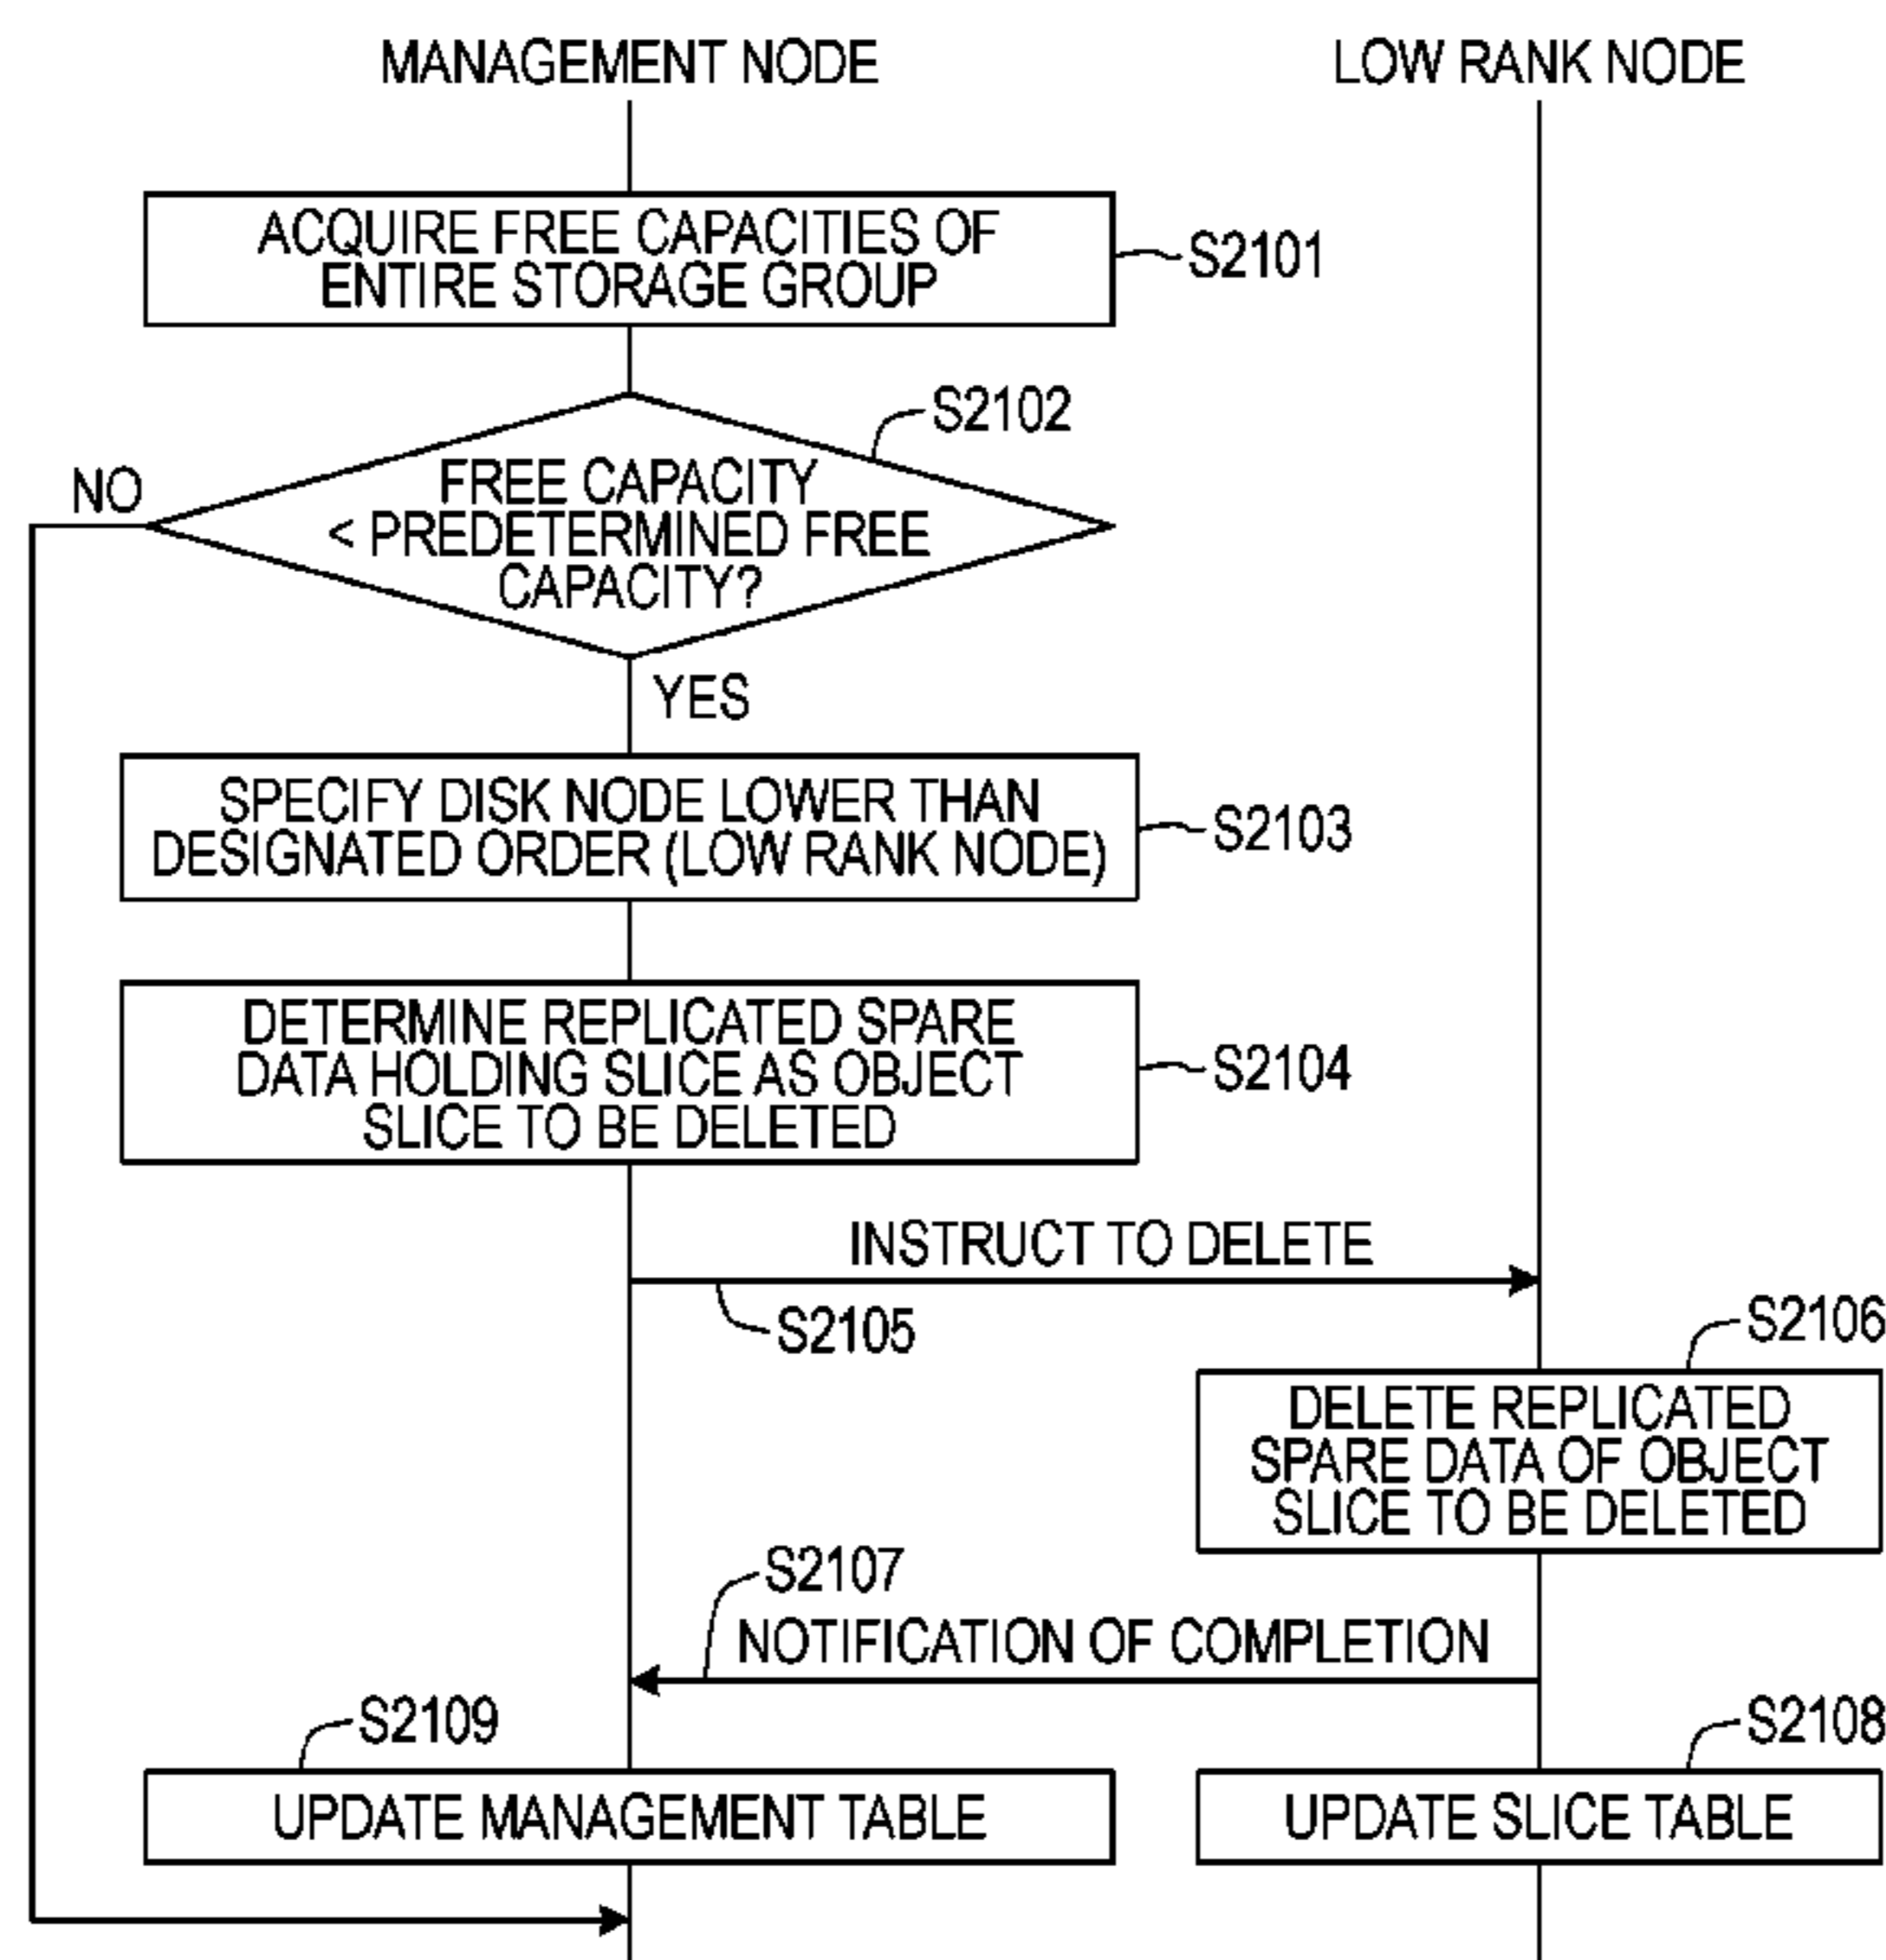 MANAGEMENT NODE
LOW RANK NODE
ACQUIRE FREE CAPACITIES OF
ENTIRE STORAGE GROUP
S2101
S2102
NO
FREE CAPACITY
< PREDETERMINED FREE
CAPACITY?
YES
SPECIFY DISK NODE LOWER THAN
DESIGNATED ORDER (LOW RANK NODE)
S2103
DETERMINE REPLICATED SPARE
DATA HOLDING SLICE AS OBJECT
SLICE TO BE DELETED
S2104
INSTRUCT TO DELETE
S2105
S2106
DELETE REPLICATED
SPARE DATA OF OBJECT
SLICE TO BE DELETED
S2107
NOTIFICATION OF COMPLETION
S2109
S2108
UPDATE MANAGEMENT TABLE
UPDATE SLICE TABLE